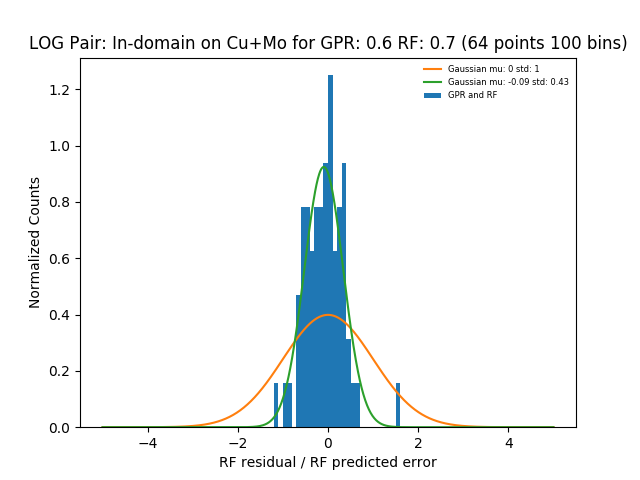 LOG Pair: In-domain on Cu+Mo for GPR: 0.6 RF: 0.7 (64 points 100 bins)
Gaussian mu: 0 std: 1
Gaussian mu: -0.09 std: 0.43
GPR and RF
Normalized Counts
1.2
1.0
0.8
0.6
0.4
0.2
0.0
−4
−2
0
2
4
RF residual / RF predicted error